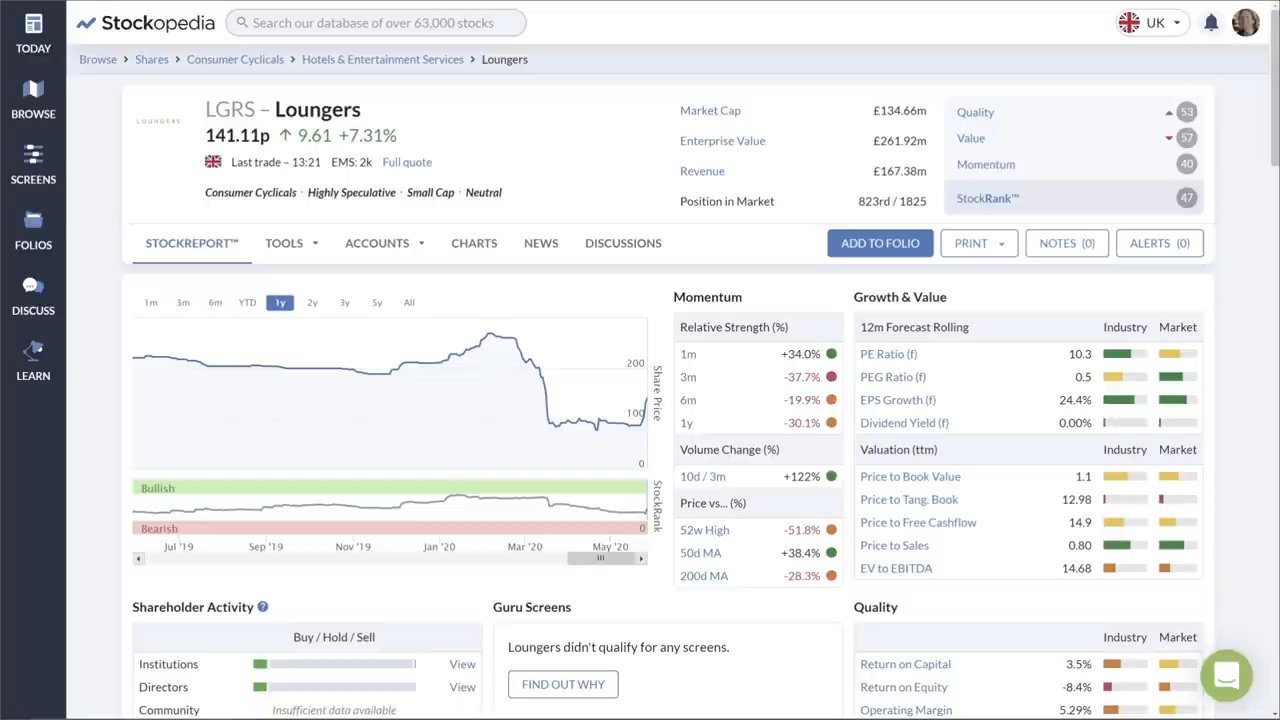 TODAY
BROWSE
SCREENS
FOLIOS
DISCUSS
LEARN
Stockopedia
Search our database of over 63,000 stocks
UK
Browse > Shares > Consumer Cyclicals > Hotels & Entertainment Services > Loungers
LOUNGERS
LGRS – Loungers
141.11p ↑ 9.61 +7.31%
Last trade – 13:21 EMS: 2k Full quote
Consumer Cyclicals · Highly Speculative · Small Cap · Neutral
Market Cap £134.66m
Enterprise Value £261.92m
Revenue £167.38m
Position in Market 823rd / 1825
Quality 53
Value 57
Momentum 40
StockRank™ 47
STOCKREPORT™ TOOLS ACCOUNTS CHARTS NEWS DISCUSSIONS
ADD TO FOLIO PRINT NOTES (0) ALERTS (0)
1m 3m 6m YTD 1y 2y 3y 5y All
200
100
0
Share Price
Bullish
Bearish
0
StockRank
Jul '19 Sep '19 Nov '19 Jan '20 Mar '20 May '20
Momentum
Relative Strength (%)
1m +34.0%
3m -37.7%
6m -19.9%
1y -30.1%
Volume Change (%)
10d / 3m +122%
Price vs... (%)
52w High -51.8%
50d MA +38.4%
200d MA -28.3%
Growth & Value
12m Forecast Rolling Industry Market
PE Ratio (f) 10.3
PEG Ratio (f) 0.5
EPS Growth (f) 24.4%
Dividend Yield (f) 0.00%
Valuation (ttm) Industry Market
Price to Book Value 1.1
Price to Tang. Book 12.98
Price to Free Cashflow 14.9
Price to Sales 0.80
EV to EBITDA 14.68
Shareholder Activity ?
Buy / Hold / Sell
Institutions View
Directors View
Community Insufficient data available
Guru Screens
Loungers didn't qualify for any screens.
FIND OUT WHY
Quality
Industry Market
Return on Capital 3.5%
Return on Equity -8.4%
Operating Margin 5.29%